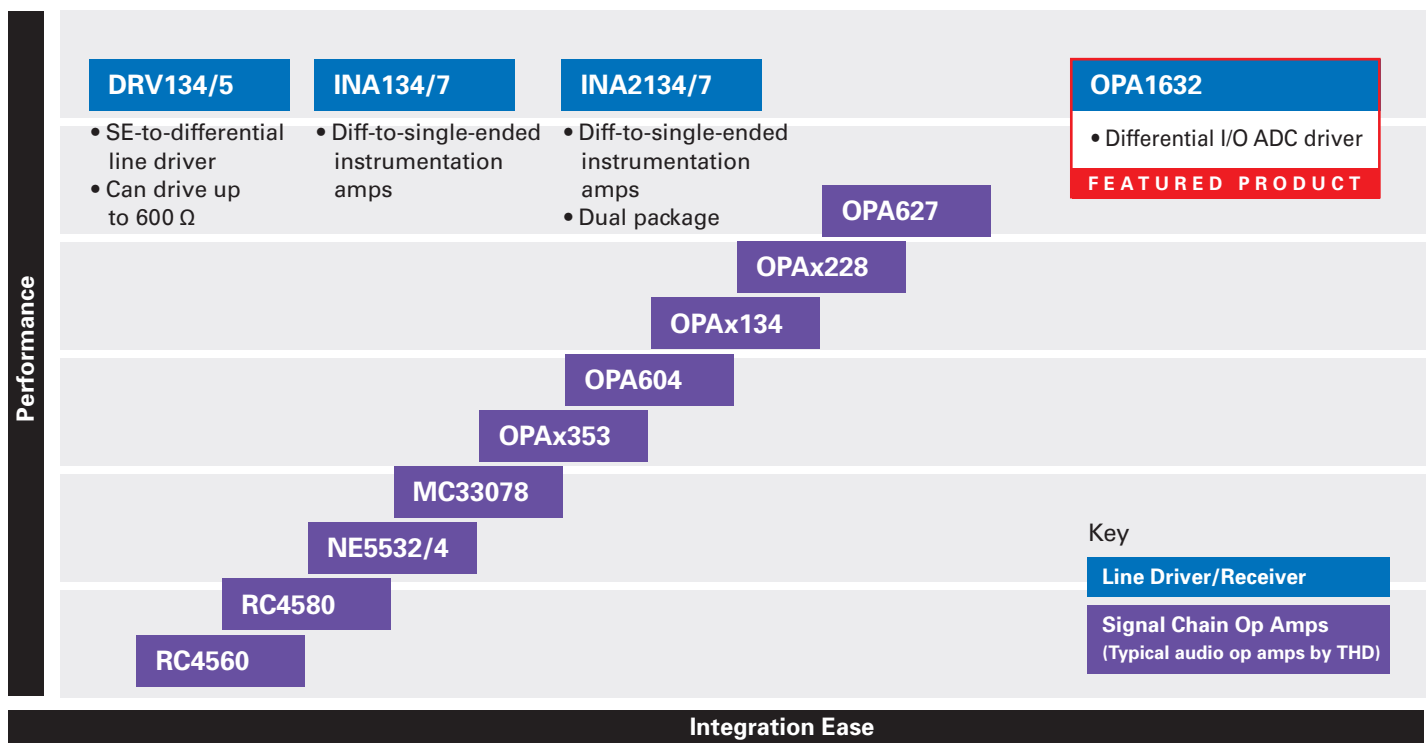 DRV134/5
• SE-to-differential
line driver
• Can drive up
to 600 Ω
INA134/7
• Diff-to-single-ended
instrumentation
amps
INA2134/7
• Diff-to-single-ended
instrumentation
amps
• Dual package
OPA1632
• Differential I/O ADC driver
FEATURED PRODUCT
OPA627
OPAx228
OPAx134
OPA604
OPAx353
MC33078
NE5532/4
RC4580
RC4560
Performance
Key
Line Driver/Receiver
Signal Chain Op Amps
(Typical audio op amps by THD)
Integration Ease